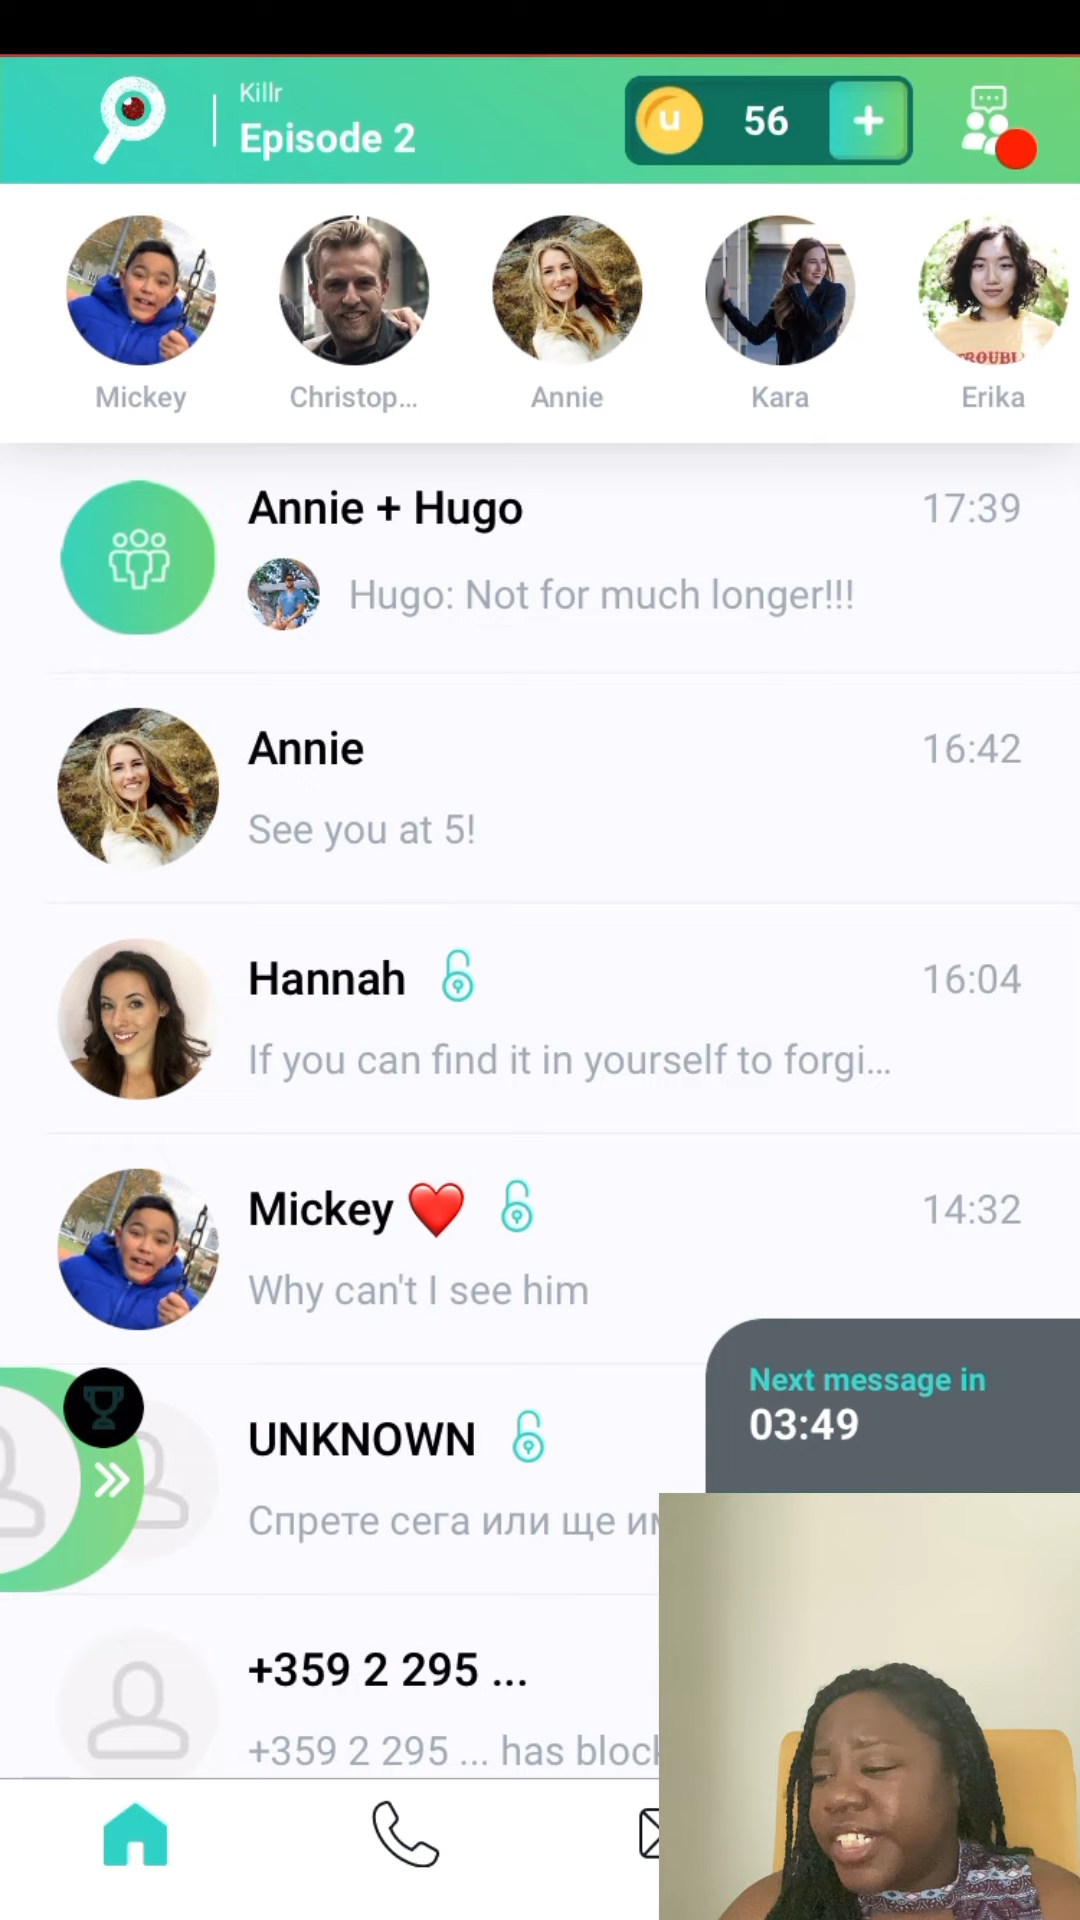 Killr
Episode 2
u
56
+
Mickey
Christop...
Annie
Kara
Erika
TROUBL
Annie + Hugo
17:39
Hugo: Not for much longer!!!
Annie
16:42
See you at 5!
Hannah
16:04
If you can find it in yourself to forgi...
Mickey ❤️
14:32
Why can't I see him
Next message in
03:49
UNKNOWN
Спрете сега или ще
+359 2 295 ...
+359 2 295 ... has block